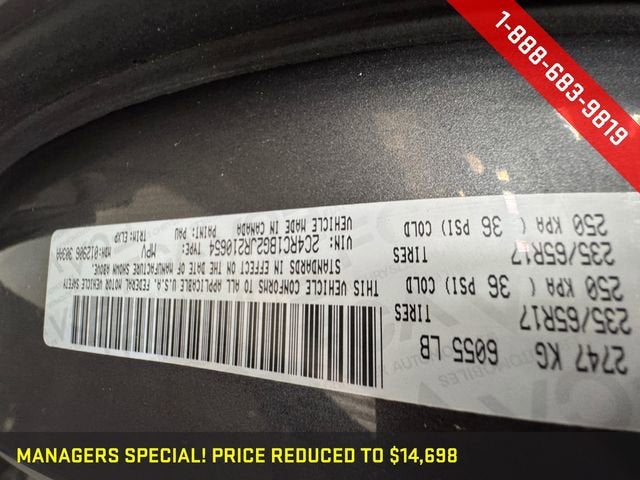 1-888-683-9819
2747 KG
6055 LB
235/65R17
TIRES
250 KPA ( 36 PSI) COLD
235/65R17
TIRES
250 KPA ( 36 PSI) COLD
THIS VEHICLE CONFORMS TO ALL APPLICABLE U.S.A. FEDERAL MOTOR VEHICLE SAFETY
STANDARDS IN EFFECT ON THE DATE OF MANUFACTURE SHOWN ABOVE.
VIN: 2C4RC1BG2JR210654 TYPE: MPV MDH: 012506 303AA
VEHICLE MADE IN CANADA PAINT: PAU TRIM: ELXP
MANAGERS SPECIAL! PRICE REDUCED TO $14,698